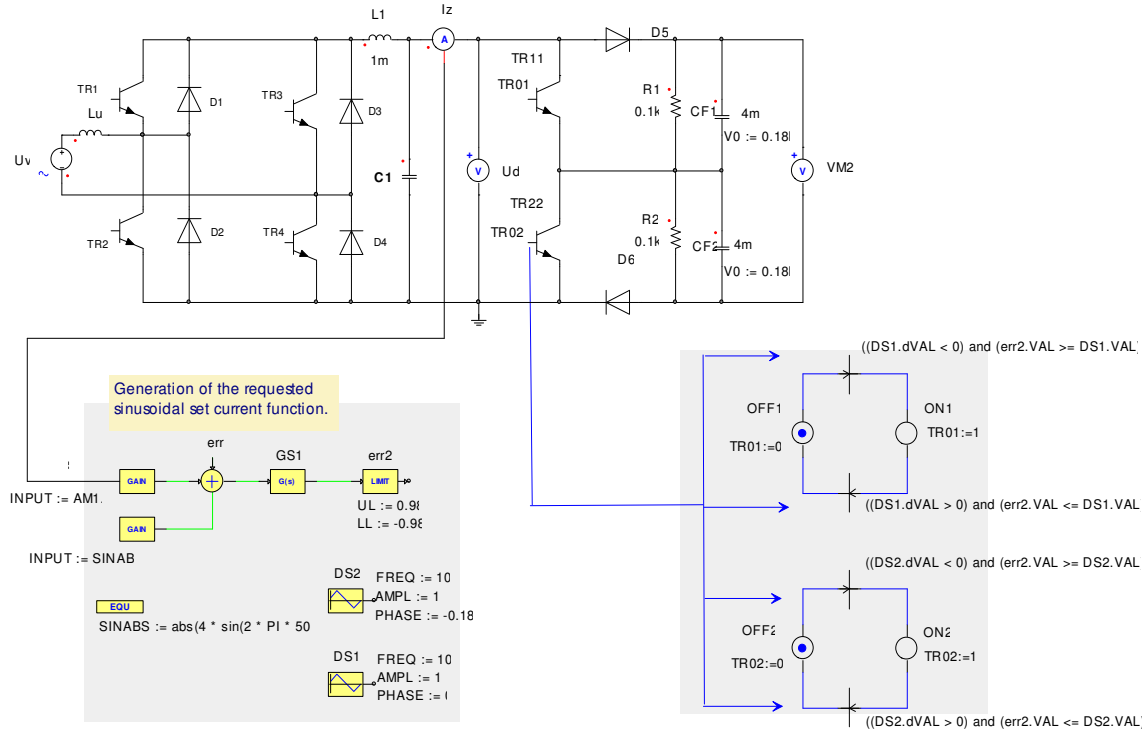 L1
Iz
A
1m
D5
TR11
TR01
TR1
D1
TR3
D3
Lu
R1
0.1k
CF1
4m
V0 := 0.18
Uv
C1
V
Ud
V
VM2
TR22
TR02
TR2
D2
TR4
D4
R2
0.1k
CF2
4m
D6
V0 := 0.18
((DS1.dVAL < 0) and (err2.VAL >= DS1.VAL)
Generation of the requested
sinusoidal set current function.
OFF1
ON1
TR01:=0
TR01:=1
err
GS1
err2
GAIN
G(s)
LIMIT
INPUT := AM1.
UL := 0.98
LL := -0.98
((DS1.dVAL > 0) and (err2.VAL <= DS1.VAL
GAIN
INPUT := SINAB
((DS2.dVAL < 0) and (err2.VAL >= DS2.VAL
DS2
FREQ := 10
AMPL := 1
PHASE := -0.18
EQU
SINABS := abs(4 * sin(2 * PI * 50
OFF2
ON2
TR02:=0
TR02:=1
DS1
FREQ := 10
AMPL := 1
PHASE :=
((DS2.dVAL > 0) and (err2.VAL <= DS2.VAL